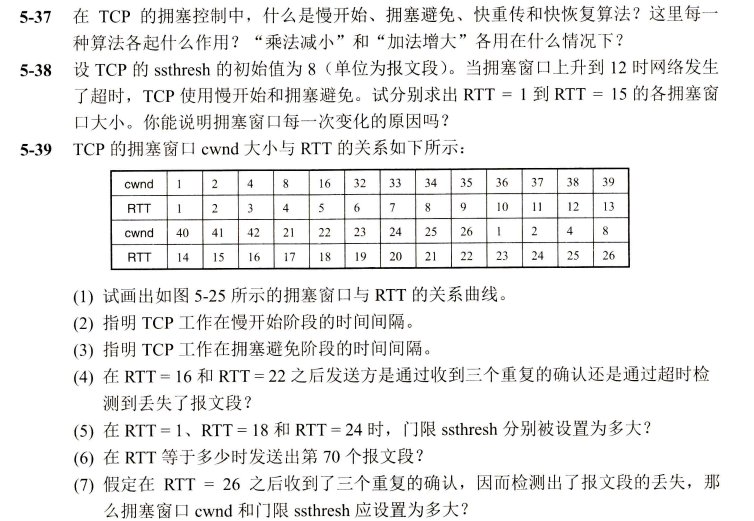 5-37 在 TCP 的拥塞控制中，什么是慢开始、拥塞避免、快重传和快恢复算法？这里每一
种算法各起什么作用？“乘法减小”和“加法增大”各用在什么情况下？
5-38 设 TCP 的 ssthresh 的初始值为 8（单位为报文段）。当拥塞窗口上升到 12 时网络发生
了超时，TCP 使用慢开始和拥塞避免。试分别求出 RTT = 1 到 RTT = 15 的各拥塞窗
口大小。你能说明拥塞窗口每一次变化的原因吗？
5-39 TCP 的拥塞窗口 cwnd 大小与 RTT 的关系如下所示：
cwnd 1 2 4 8 16 32 33 34 35 36 37 38 39
RTT 1 2 3 4 5 6 7 8 9 10 11 12 13
cwnd 40 41 42 21 22 23 24 25 26 1 2 4 8
RTT 14 15 16 17 18 19 20 21 22 23 24 25 26
(1) 试画出如图 5-25 所示的拥塞窗口与 RTT 的关系曲线。
(2) 指明 TCP 工作在慢开始阶段的时间间隔。
(3) 指明 TCP 工作在拥塞避免阶段的时间间隔。
(4) 在 RTT = 16 和 RTT = 22 之后发送方是通过收到三个重复的确认还是通过超时检
测到丢失了报文段？
(5) 在 RTT = 1、RTT = 18 和 RTT = 24 时，门限 ssthresh 分别被设置为多大？
(6) 在 RTT 等于多少时发送出第 70 个报文段？
(7) 假定在 RTT = 26 之后收到了三个重复的确认，因而检测出了报文段的丢失，那
么拥塞窗口 cwnd 和门限 ssthresh 应设置为多大？